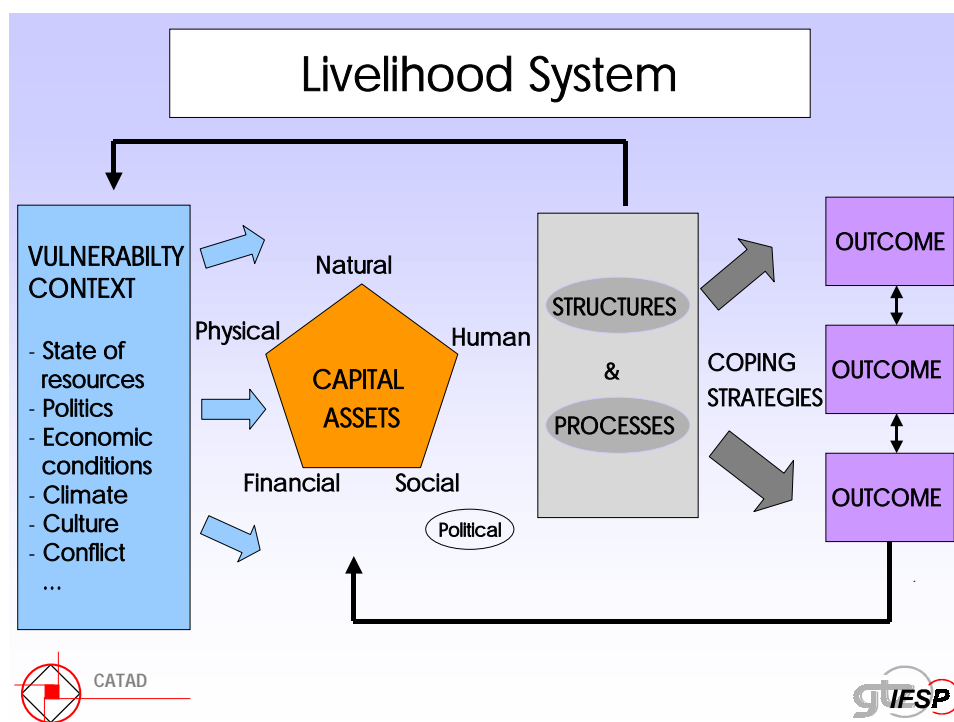 Livelihood System
VULNERABILTY
CONTEXT
- State of
resources
- Politics
- Economic
conditions
- Climate
- Culture
- Conflict
...
Natural
Physical
Human
CAPITAL
ASSETS
Financial
Social
Political
STRUCTURES
&
PROCESSES
COPING
STRATEGIES
OUTCOME
OUTCOME
OUTCOME
CATAD
gtz
IFSP